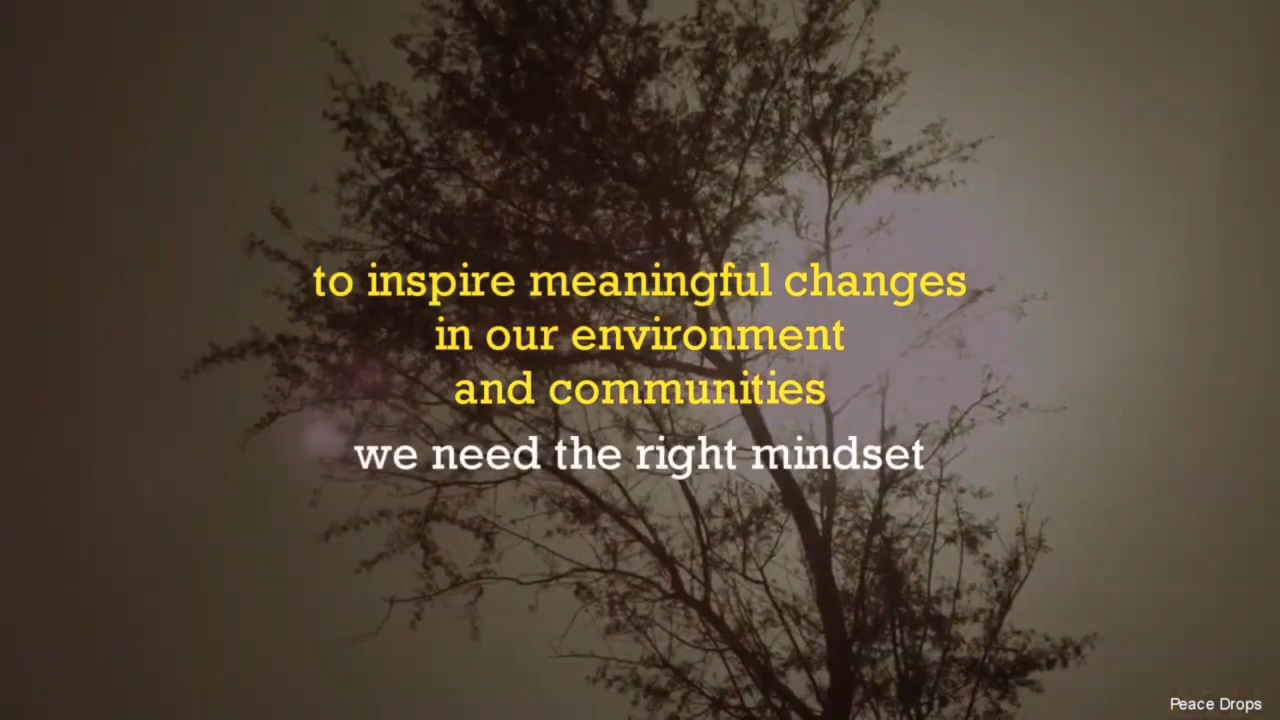 to inspire meaningful changes
in our environment
and communities
we need the right mindset
Peace Drops